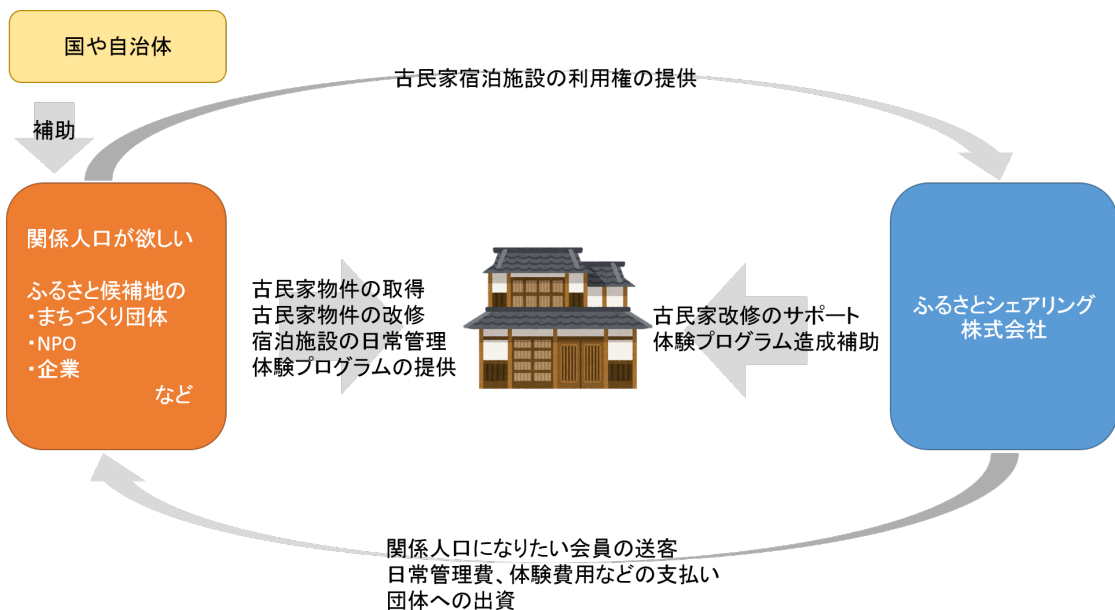 国や自治体
補助
古民家宿泊施設の利用権の提供
関係人口が欲しい
ふるさと候補地の
・まちづくり団体
・NPO
・企業
など
古民家物件の取得
古民家物件の改修
宿泊施設の日常管理
体験プログラムの提供
古民家改修のサポート
体験プログラム造成補助
ふるさとシェアリング
株式会社
関係人口になりたい会員の送客
日常管理費、体験費用などの支払い
団体への出資